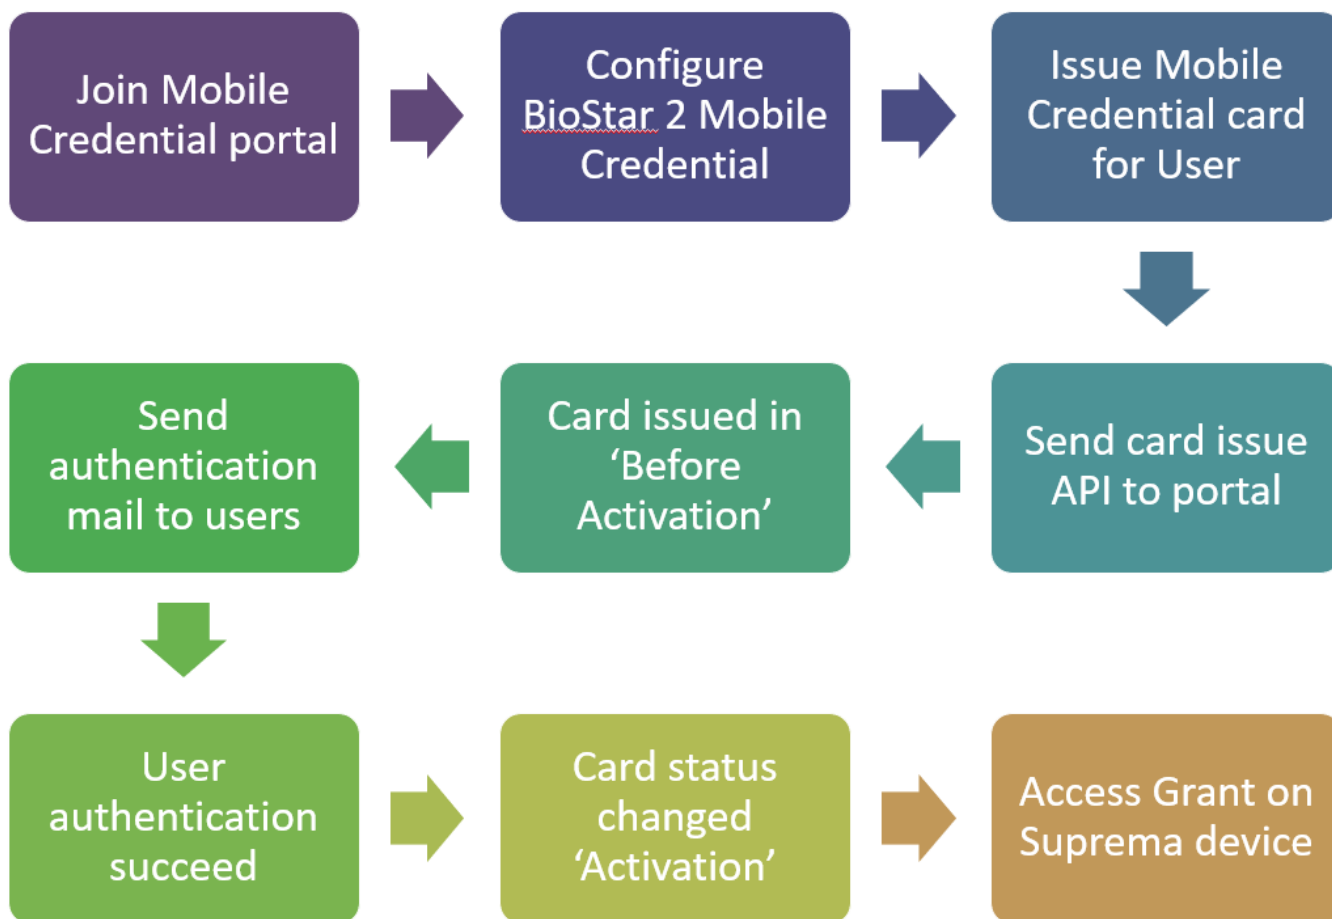 Join Mobile
Credential portal
Configure
BioStar 2 Mobile
Credential
Issue Mobile
Credential card
for User
Send card issue
API to portal
Card issued in
‘Before
Activation’
Send
authentication
mail to users
User
authentication
succeed
Card status
changed
‘Activation’
Access Grant on
Suprema device